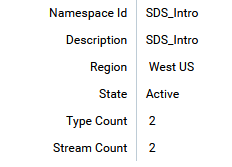 Namespace Id SDS_Intro
Description SDS_Intro
Region West US
State Active
Type Count 2
Stream Count 2